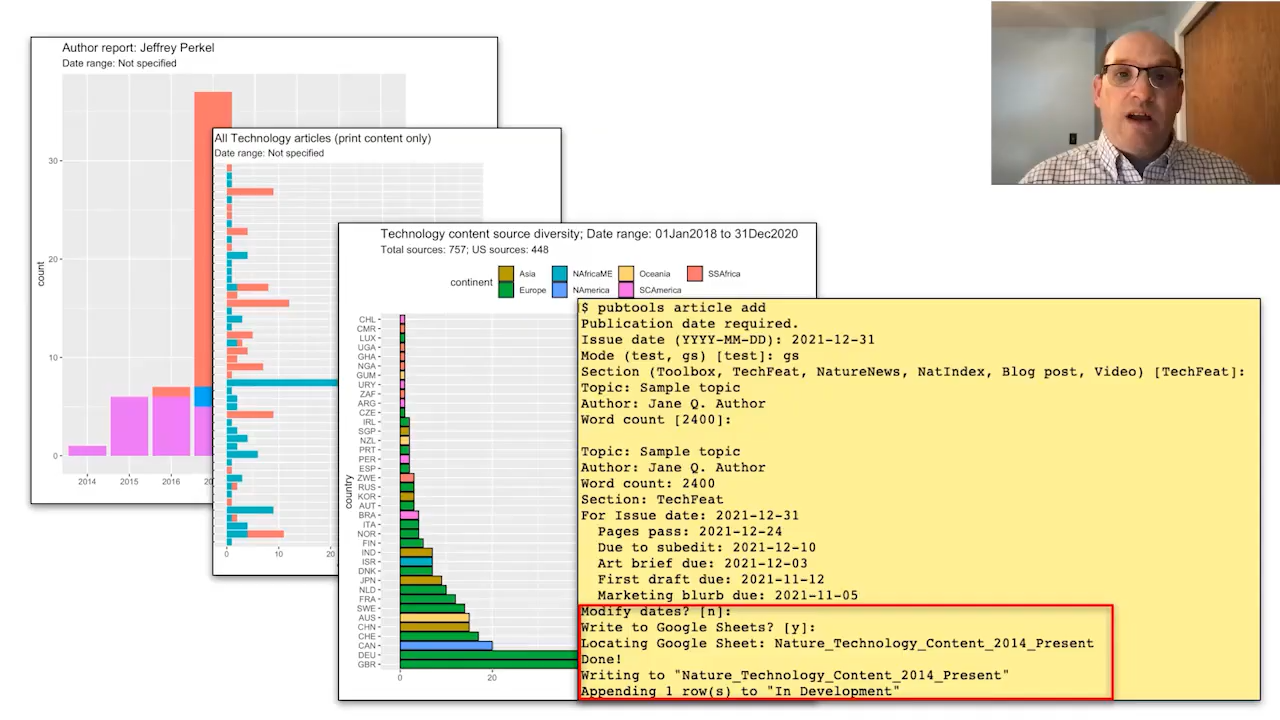 Author report: Jeffrey Perkel
Date range: Not specified
count
30
20
10
0
2014
2015
2016
20
All Technology articles (print content only)
Date range: Not specified
0
10
20
Technology content source diversity; Date range: 01Jan2018 to 31Dec2020
Total sources: 757; US sources: 448
continent
Asia
NAfricaME
Oceania
SSAfrica
Europe
NAmerica
SCAmerica
country
CHL
CMR
LUX
UGA
GHA
NGA
GUM
URY
ZAF
ARG
CZE
IRL
SGP
NZL
PRT
PER
ESP
ZWE
RUS
KOR
AUT
BRA
ITA
NOR
FIN
IND
ISR
DNK
JPN
NLD
FRA
SWE
AUS
CHN
CHE
CAN
DEU
GBR
0
20
$ pubtools article add
Publication date required.
Issue date (YYYY-MM-DD): 2021-12-31
Mode (test, gs) [test]: gs
Section (Toolbox, TechFeat, NatureNews, NatIndex, Blog post, Video) [TechFeat]:
Topic: Sample topic
Author: Jane Q. Author
Word count [2400]:
Topic: Sample topic
Author: Jane Q. Author
Word count: 2400
Section: TechFeat
For Issue date: 2021-12-31
Pages pass: 2021-12-24
Due to subedit: 2021-12-10
Art brief due: 2021-12-03
First draft due: 2021-11-12
Marketing blurb due: 2021-11-05
Modify dates? [n]:
Write to Google Sheets? [y]:
Locating Google Sheet: Nature_Technology_Content_2014_Present
Done!
Writing to "Nature_Technology_Content_2014_Present"
Appending 1 row(s) to "In Development"